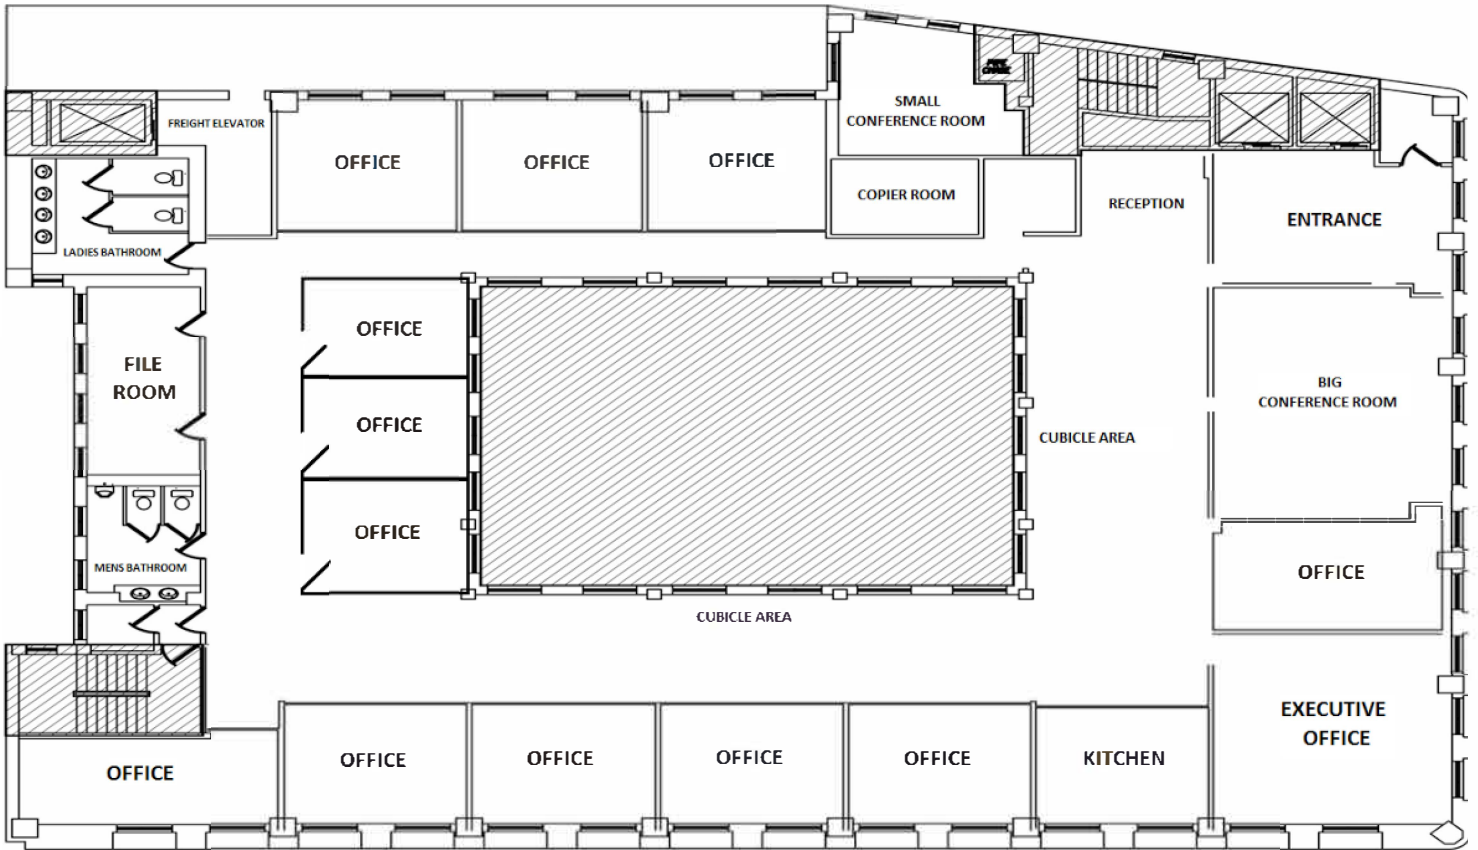 SMALL
CONFERENCE ROOM
FREIGHT ELEVATOR
OFFICE
OFFICE
OFFICE
COPIER ROOM
RECEPTION
ENTRANCE
LADIES BATHROOM
OFFICE
FILE
ROOM
OFFICE
BIG
CONFERENCE ROOM
CUBICLE AREA
OFFICE
MENS BATHROOM
OFFICE
CUBICLE AREA
EXECUTIVE
OFFICE
OFFICE
OFFICE
OFFICE
OFFICE
OFFICE
KITCHEN